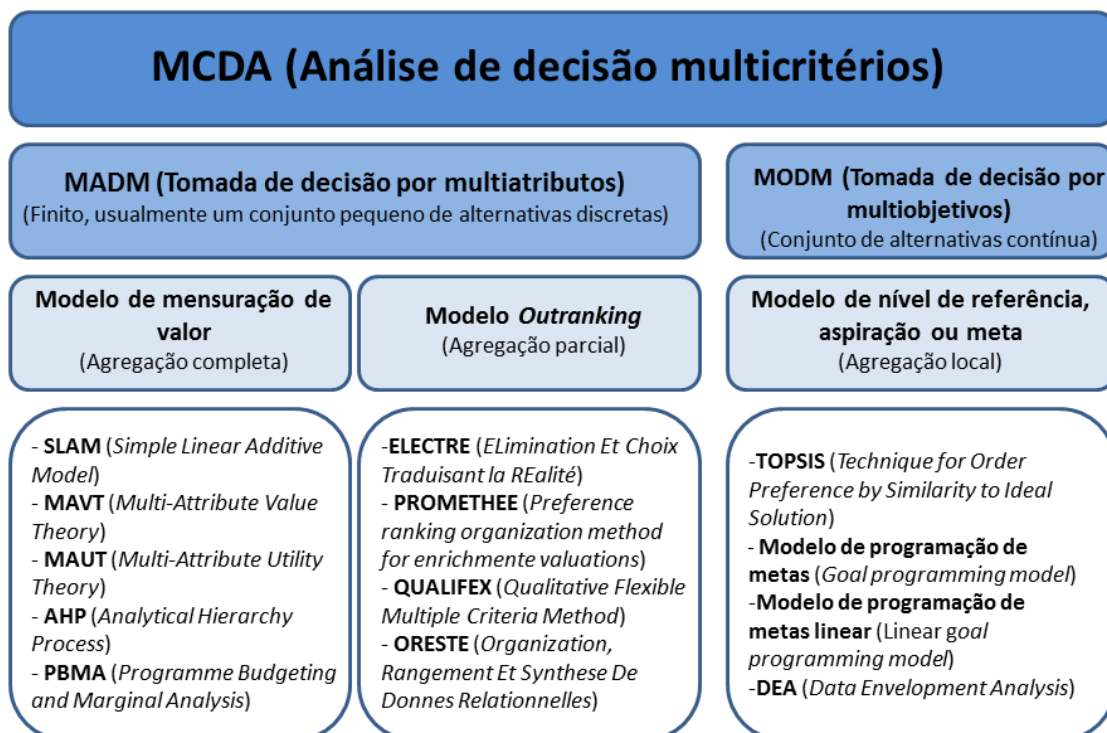 MCDA (Análise de decisão multicritérios)
MADM (Tomada de decisão por multiatributos)
(Finito, usualmente um conjunto pequeno de alternativas discretas)
MODM (Tomada de decisão por
multiobjetivos)
(Conjunto de alternativas contínua)
Modelo de mensuração de
valor
(Agregação completa)
Modelo Outranking
(Agregação parcial)
Modelo de nível de referência,
aspiração ou meta
(Agregação local)
- SLAM (Simple Linear Additive
Model)
- MAVT (Multi-Attribute Value
Theory)
- MAUT (Multi-Attribute Utility
Theory)
- AHP (Analytical Hierarchy
Process)
- PBMA (Programme Budgeting
and Marginal Analysis)
-ELECTRE (ELimination Et Choix
Traduisant la REalité)
- PROMETHEE (Preference
ranking organization method
for enrichmente valuations)
- QUALIFEX (Qualitative Flexible
Multiple Criteria Method)
- ORESTE (Organization,
Rangement Et Synthese De
Donnes Relationnelles)
-TOPSIS (Technique for Order
Preference by Similarity to Ideal
Solution)
- Modelo de programação de
metas (Goal programming model)
-Modelo de programação de
metas linear (Linear goal
programming model)
-DEA (Data Envelopment Analysis)